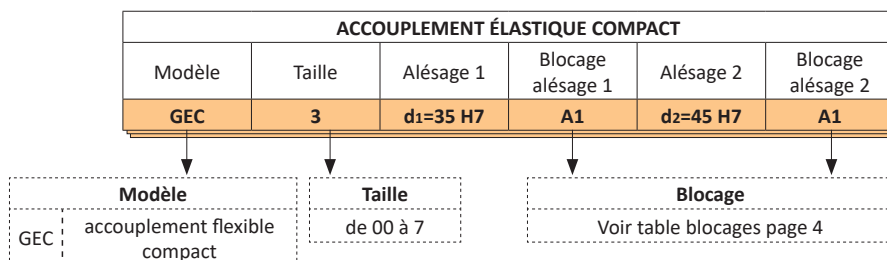 ACCOUPLEMENT ÉLASTIQUE COMPACT
Modèle Taille Alésage 1 Blocage alésage 1 Alésage 2 Blocage alésage 2
GEC 3 d1=35 H7 A1 d2=45 H7 A1
Modèle
GEC accouplement flexible compact
Taille
de 00 à 7
Blocage
Voir table blocages page 4